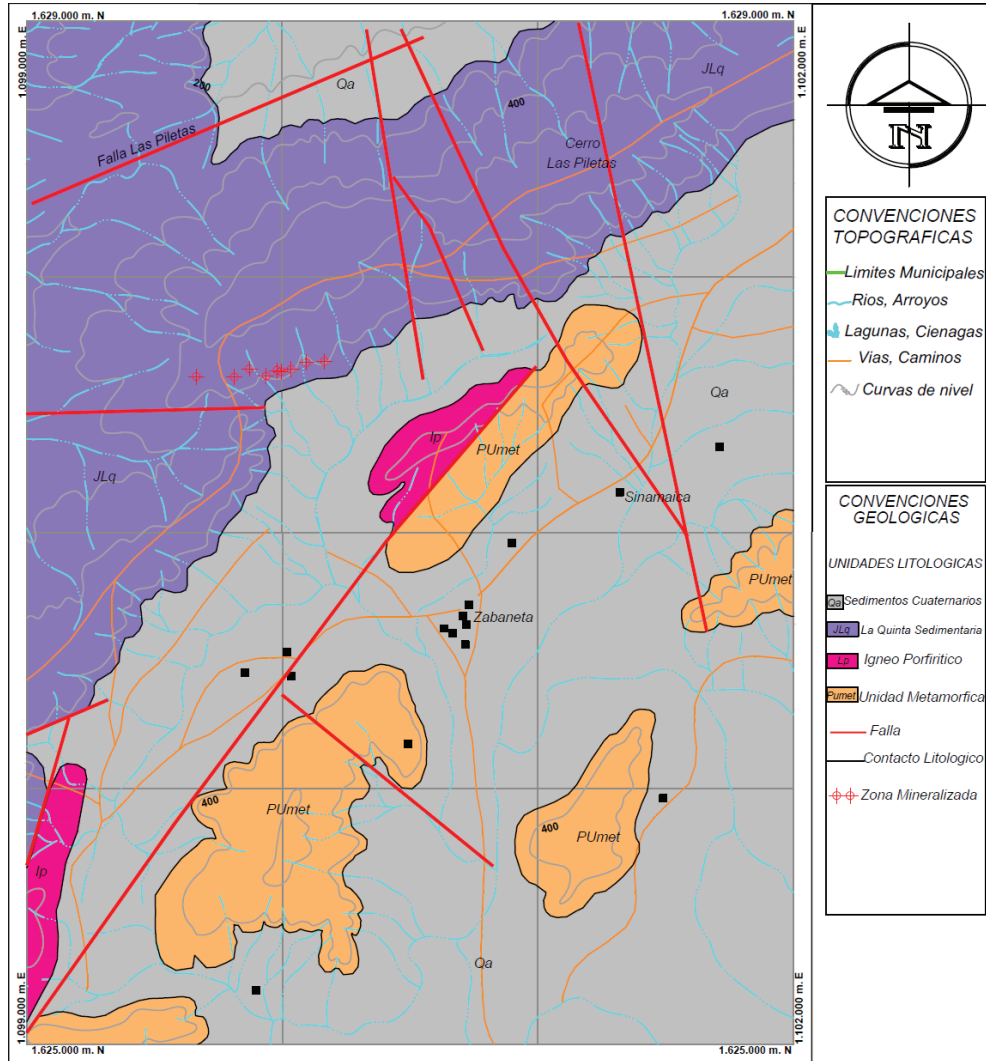 1.629.000 m. N
1.629.000 m. N
1.099.000 m. E
1.102.000 m. E
JLq
200
Qa
400
Falla Las Piletas
Cerro
Las Piletas
N
CONVENCIONES
TOPOGRAFICAS
Limites Municipales
Rios, Arroyos
Lagunas, Cienagas
Vias, Caminos
Curvas de nivel
Qa
Ip
PUmet
JLq
Sinamaica
PUmet
Zabaneta
400
PUmet
400
PUmet
Ip
Qa
CONVENCIONES
GEOLOGICAS
UNIDADES LITOLOGICAS
Qa Sedimentos Cuaternarios
JLq La Quinta Sedimentaria
Lp Igneo Porfiritico
Pumet Unidad Metamorfica
Falla
Contacto Litologico
Zona Mineralizada
1.099.000 m. E
1.102.000 m. E
1.625.000 m. N
1.625.000 m. N